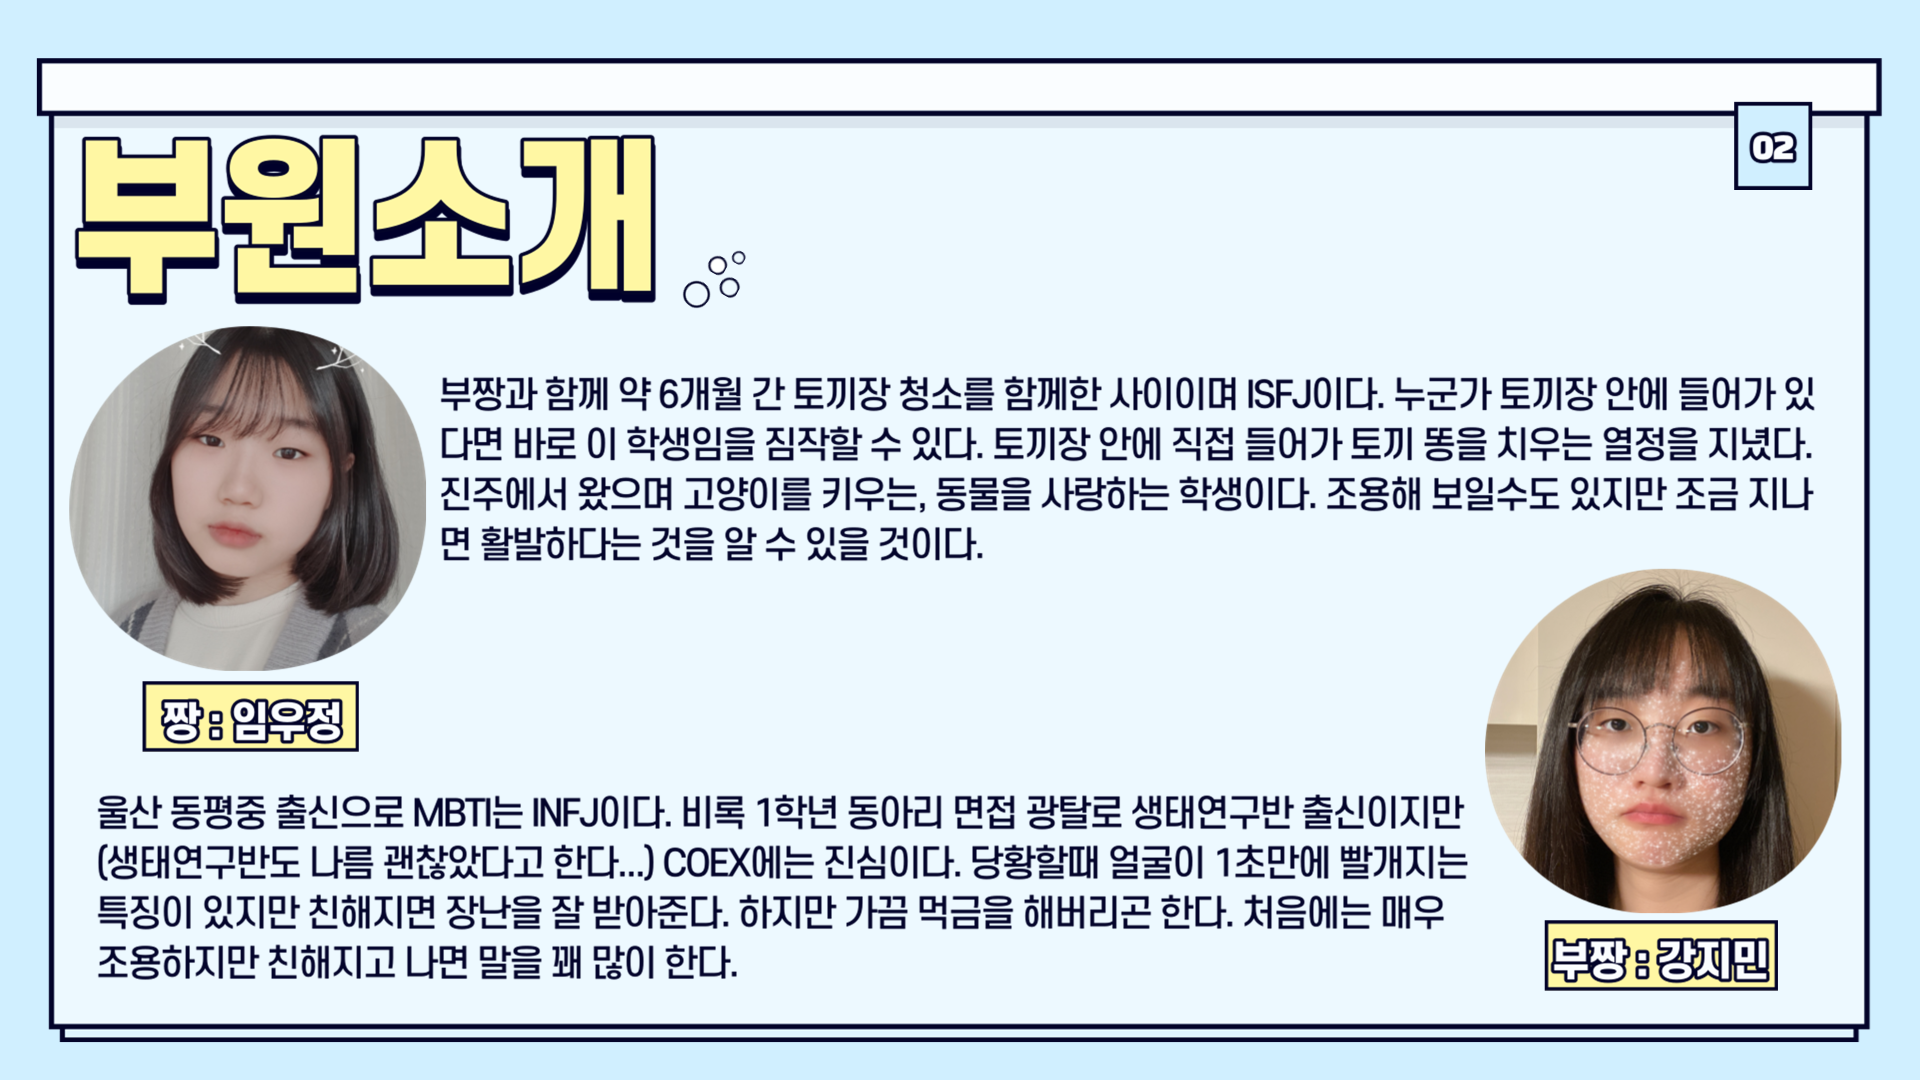 02
부원소개
부짱과 함께 약 6개월 간 토끼장 청소를 함께한 사이이며 ISFJ이다. 누군가 토끼장 안에 들어가 있
다면 바로 이 학생임을 짐작할 수 있다. 토끼장 안에 직접 들어가 토끼 똥을 치우는 열정을 지녔다.
진주에서 왔으며 고양이를 키우는, 동물을 사랑하는 학생이다. 조용해 보일수도 있지만 조금 지나
면 활발하다는 것을 알 수 있을 것이다.
짱 : 임우정
울산 동평중 출신으로 MBTI는 INFJ이다. 비록 1학년 동아리 면접 광탈로 생태연구반 출신이지만
(생태연구반도 나름 괜찮았다고 한다...) COEX에는 진심이다. 당황할때 얼굴이 1초만에 빨개지는
특징이 있지만 친해지면 장난을 잘 받아준다. 하지만 가끔 먹금을 해버리곤 한다. 처음에는 매우
조용하지만 친해지고 나면 말을 꽤 많이 한다.
부짱 : 강지민